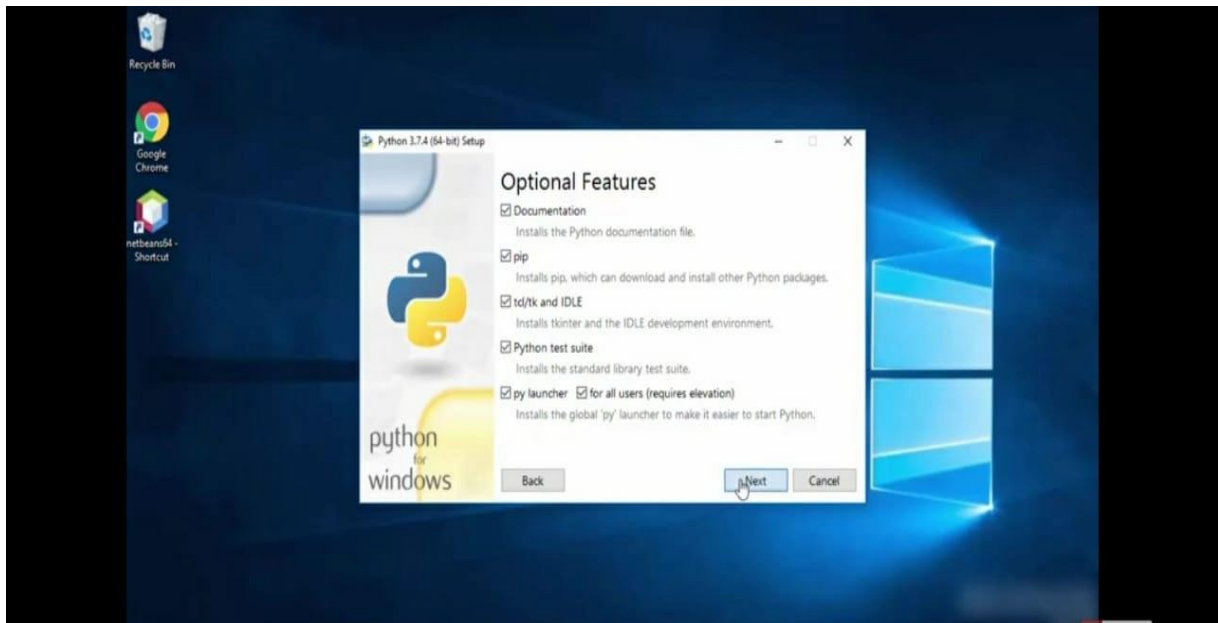 Recycle Bin
Google
Chrome
netbeans64 -
Shortcut
Python 3.7.4 (64-bit) Setup
Optional Features
Documentation
Installs the Python documentation file.
pip
Installs pip, which can download and install other Python packages.
tcl/tk and IDLE
Installs tkinter and the IDLE development environment.
Python test suite
Installs the standard library test suite.
py launcher for all users (requires elevation)
Installs the global 'py' launcher to make it easier to start Python.
python
for
windows
Back Next Cancel